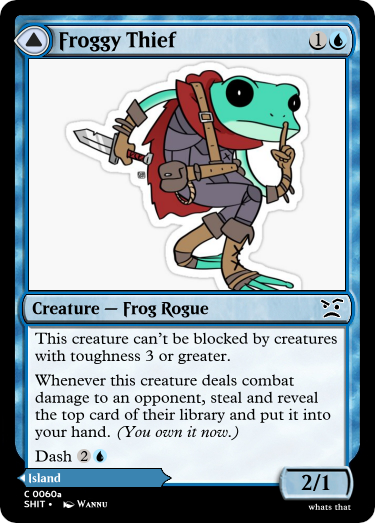 Froggy Thief 1
Creature — Frog Rogue
This creature can't be blocked by creatures
with toughness 3 or greater.
Whenever this creature deals combat
damage to an opponent, steal and reveal
the top card of their library and put it into
your hand. (You own it now.)
Dash 2
Island
2/1
C 0060a
SHIT • Wannu
whats that